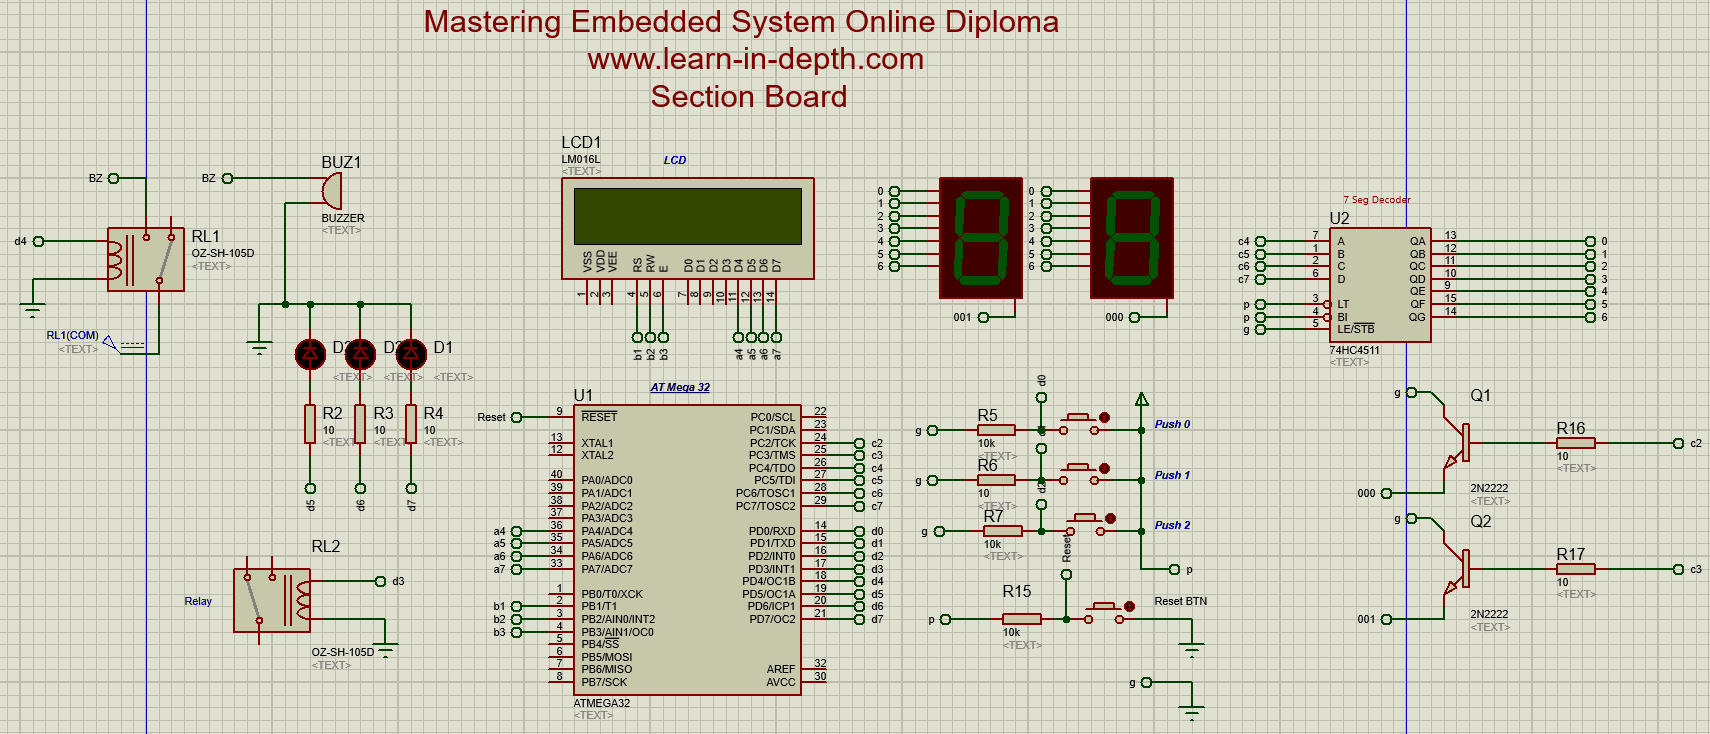 Mastering Embedded System Online Diploma
www.learn-in-depth.com
Section Board
BZ
d4
RL1
OZ-SH-105D
<TEXT>
RL1(COM)
<TEXT>
BZ
BUZ1
BUZZER
<TEXT>
D1
<TEXT>
<TEXT>
<TEXT>
R2
10
R3
10
R4
10
<TEXT>
d5
d6
d7
RL2
d3
Relay
OZ-SH-105D
<TEXT>
LCD1
LM016L
<TEXT>
LCD
VSS
VDD
VEE
RS
RW
E
D0
D1
D2
D3
D4
D5
D6
D7
1
2
3
4
5
6
7
8
9
10
11
12
13
14
b1
b2
b3
a4
a5
a6
a7
AT Mega 32
U1
Reset 9 RESET
13 XTAL1
12 XTAL2
40 PA0/ADC0
39 PA1/ADC1
38 PA2/ADC2
37 PA3/ADC3
a4 36 PA4/ADC4
a5 35 PA5/ADC5
a6 34 PA6/ADC6
a7 33 PA7/ADC7
1 PB0/T0/XCK
b1 2 PB1/T1
b2 3 PB2/AIN0/INT2
b3 4 PB3/AIN1/OC0
5 PB4/SS
6 PB5/MOSI
7 PB6/MISO
8 PB7/SCK
PC0/SCL 22
PC1/SDA 23
PC2/TCK 24 c2
PC3/TMS 25 c3
PC4/TDO 26 c4
PC5/TDI 27 c5
PC6/TOSC1 28 c6
PC7/TOSC2 29 c7
PD0/RXD 14 d0
PD1/TXD 15 d1
PD2/INT0 16 d2
PD3/INT1 17 d3
PD4/OC1B 18 d4
PD5/OC1A 19 d5
PD6/ICP1 20 d6
PD7/OC2 21 d7
AREF 32
AVCC 30
ATMEGA32
<TEXT>
0
1
2
3
4
5
6
001
0
1
2
3
4
5
6
000
7 Seg Decoder
U2
c4 7 A QA 13 0
c5 1 B QB 12 1
c6 2 C QC 11 2
c7 6 D QD 10 3
QE 9 4
p 3 LT QF 15 5
p 4 BI QG 14 6
g 5 LE/STB
74HC4511
<TEXT>
d0
g
R5
10k
<TEXT>
Push 0
g
R6
10
<TEXT>
Push 1
d2
g
R7
10k
<TEXT>
Push 2
Reset
p
p
R15
10k
<TEXT>
Reset BTN
g
g
Q1
R16
10
<TEXT>
c2
000
2N2222
<TEXT>
g
Q2
R17
10
<TEXT>
c3
001
2N2222
<TEXT>